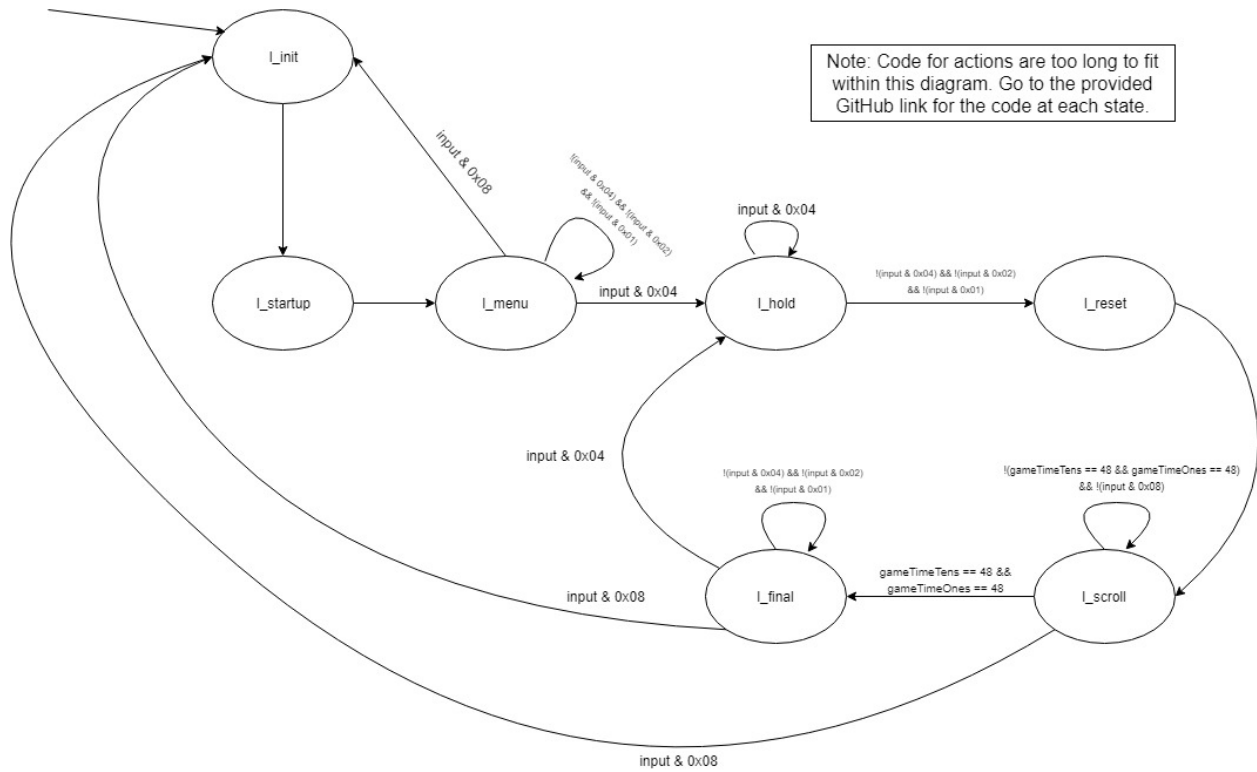 l_init
Note: Code for actions are too long to fit
within this diagram. Go to the provided
GitHub link for the code at each state.
input & 0x08
!(input & 0x04) && !(input & 0x02)
&& !(input & 0x01)
input & 0x04
l_startup
l_menu
input & 0x04
l_hold
!(input & 0x04) && !(input & 0x02)
&& !(input & 0x01)
l_reset
input & 0x04
!(input & 0x04) && !(input & 0x02)
&& !(input & 0x01)
!(gameTimeTens == 48 && gameTimeOnes == 48)
&& !(input & 0x08)
input & 0x08
l_final
gameTimeTens == 48 &&
gameTimeOnes == 48
l_scroll
input & 0x08